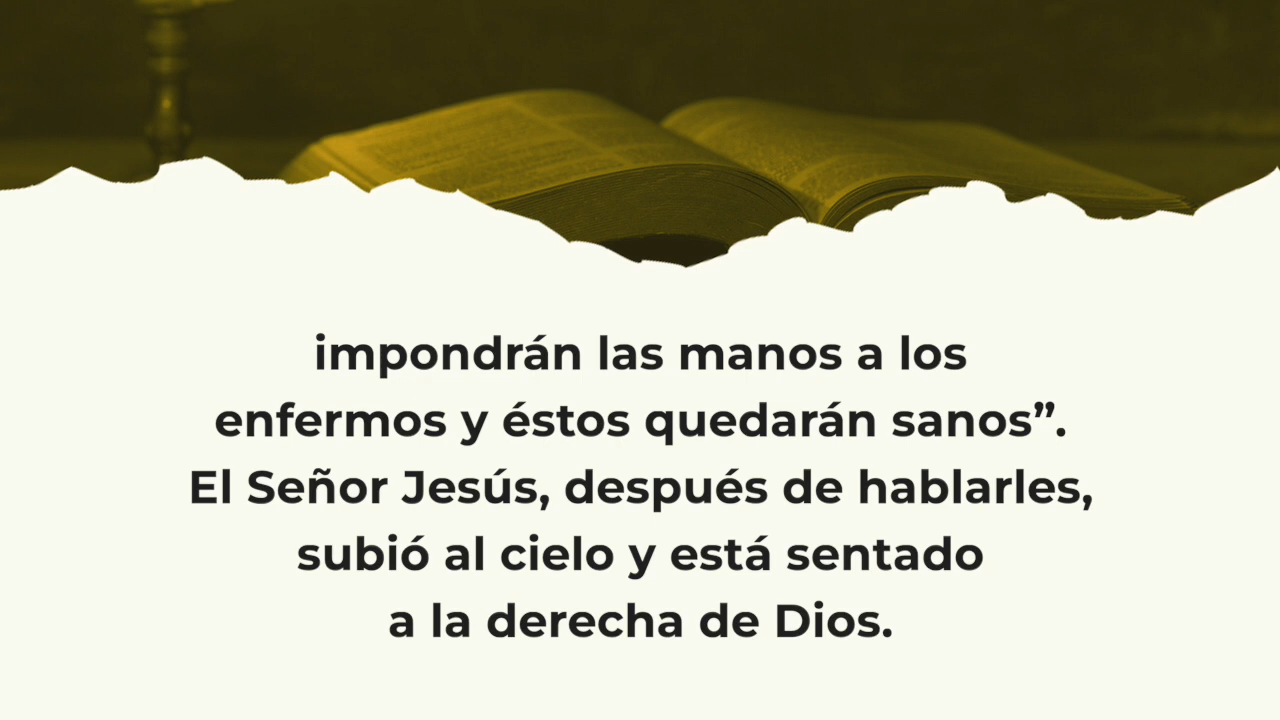 impondrán las manos a los
enfermos y éstos quedarán sanos”.
El Señor Jesús, después de hablarles,
subió al cielo y está sentado
a la derecha de Dios.